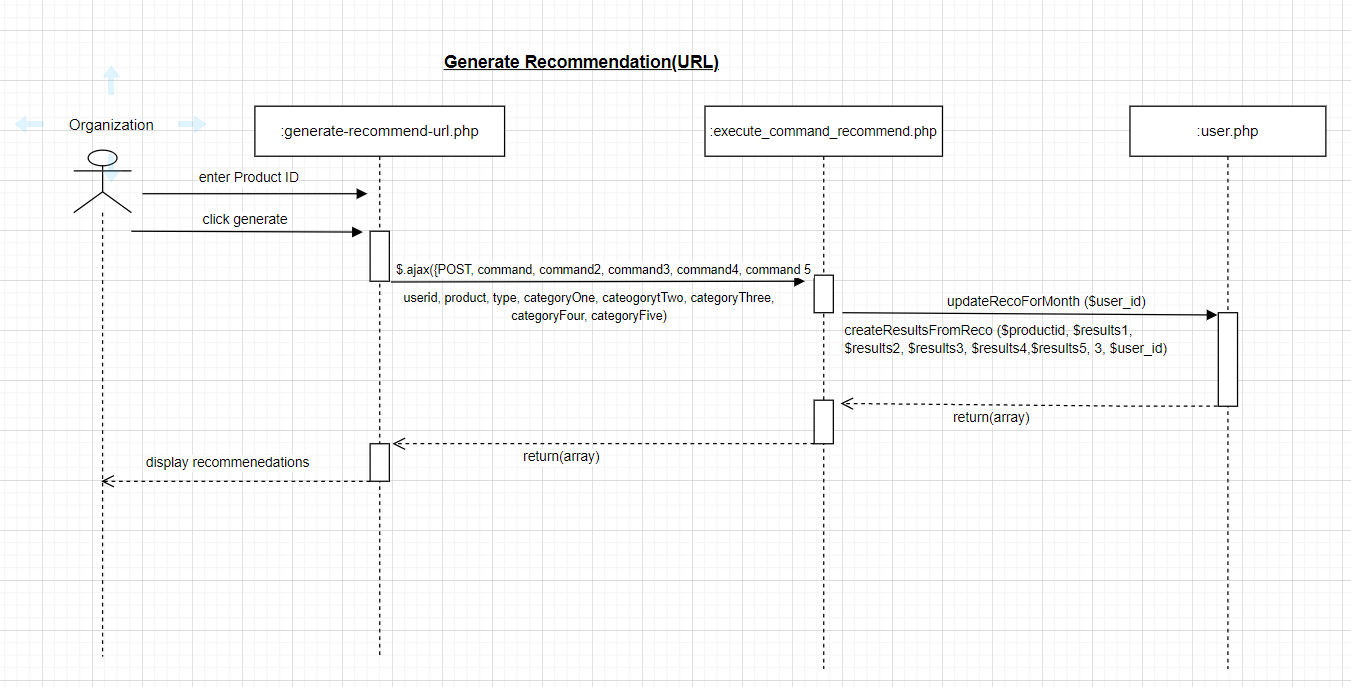 Generate Recommendation(URL)
Organization
:generate-recommend-url.php
:execute_command_recommend.php
:user.php
enter Product ID
click generate
$.ajax({POST, command, command2, command3, command4, command 5
userid, product, type, categoryOne, cateogorytTwo, categoryThree,
categoryFour, categoryFive)
updateRecoForMonth ($user_id)
createResultsFromReco ($productid, $results1,
$results2, $results3, $results4,$results5, 3, $user_id)
return(array)
return(array)
display recommenedations